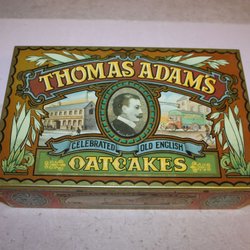 THOMAS ADAMS
CELEBRATED OLD ENGLISH
OATCAKES